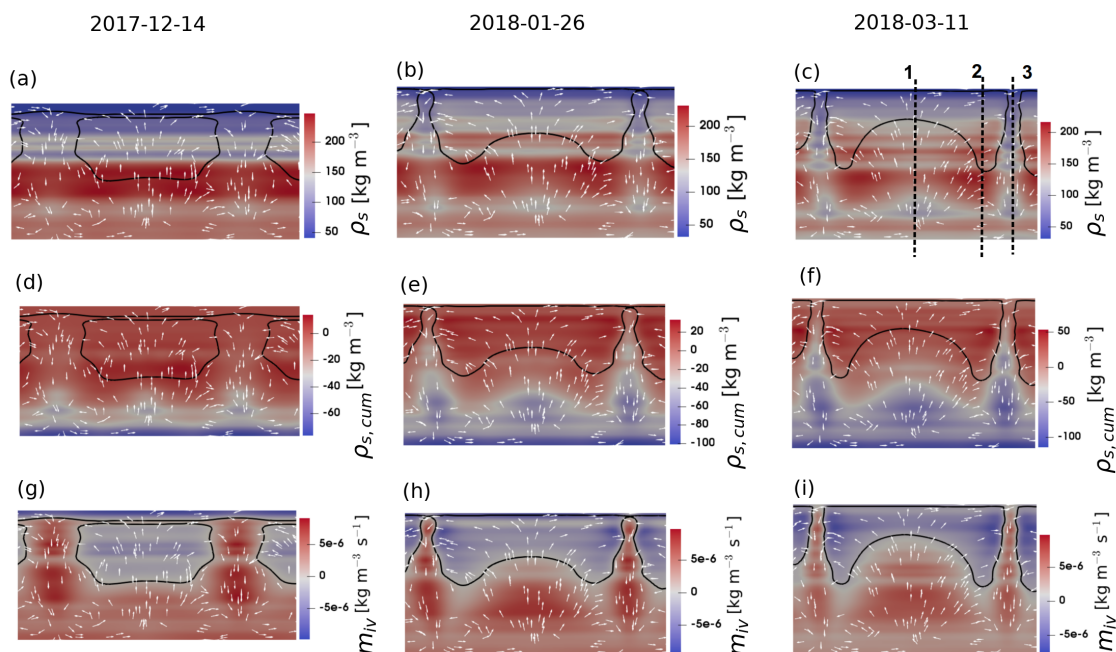 2017-12-14 2018-01-26 2018-03-11
(a) (b) (c) 1 2 3
200
150
100
50
ρs [kg m−3]
200
150
100
50
ρs [kg m−3]
200
150
100
50
ρs [kg m−3]
(d) (e) (f)
0
-20
-40
-60
ρs,cum [kg m−3]
20
0
-20
-40
-60
-80
-100
ρs,cum [kg m−3]
50
0
-50
-100
ρs,cum [kg m−3]
(g) (h) (i)
5e-6
0
-5e-6
miv [kg m−3 s−1]
5e-6
0
-5e-6
miv [kg m−3 s−1]
5e-6
0
-5e-6
miv [kg m−3 s−1]